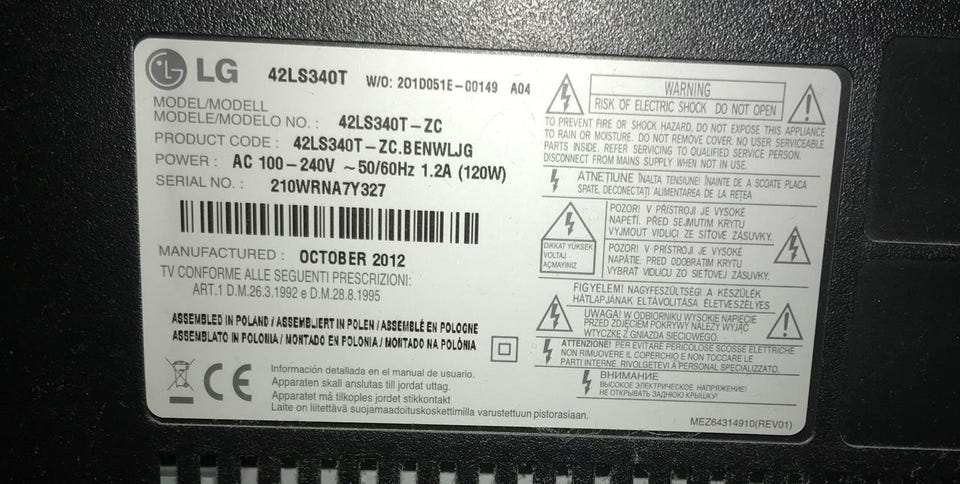 LG 42LS340T W/O: 201D051E-00149 A04
MODEL/MODELL
MODELE/MODELO NO. : 42LS340T-ZC
PRODUCT CODE : 42LS340T-ZC.BENWLJG
POWER : AC 100-240V ~50/60Hz 1.2A (120W)
SERIAL NO. : 210WRNA7Y327
MANUFACTURED : OCTOBER 2012
TV CONFORME ALLE SEGUENTI PRESCRIZIONI:
ART.1 D.M.26.3.1992 e D.M.28.8.1995
ASSEMBLED IN POLAND / ASSEMBLIERT IN POLEN / ASSEMBLÉ EN POLOGNE
ASSEMBLATO IN POLONIA / MONTADO EN POLONIA / MONTADO NA POLÓNIA
CE
Información detallada en el manual de usuario.
Apparaten skall anslutas till jordat uttag.
Apparatet må tilkoples jordet stikkontakt
Laite on liitettävä suojamaadoituskoskettimilla varustettuun pistorasiaan.
WARNING
RISK OF ELECTRIC SHOCK DO NOT OPEN
TO PREVENT FIRE OR SHOCK HAZARD, DO NOT EXPOSE THIS APPLIANCE
TO RAIN OR MOISTURE. DO NOT REMOVE COVER. NO USER SERVICEABLE
PARTS INSIDE. REFER SERVICING TO QUALIFIED SERVICE PERSON.
DISCONNECT FROM MAINS SUPPLY WHEN NOT IN USE.
ATNEȚIUNE ÎNALTA TENSIUNE! ÎNAINTE DE A SCOATE PLACA
SPATE, DECONECTAȚI ALIMENTAREA DE LA REȚEA
DIKKAT YÜKSEK
VOLTAJ
AÇMAYINIZ
POZOR! V PŘÍSTROJI JE VYSOKÉ
NAPETÍ. PŘED SEJMUTÍM KRYTU
VYJMOUT VIDLICI ZE SÍŤOVÉ ZÁSUVKY.
POZOR! V PRÍSTROJI JE VYSOKÉ
NAPÄTIE. PRED ODOBRATIM KRYTU
VYBRAT VIDLICU ZO SIEŤOVEJ ZÁSUVKY.
FIGYELEM! NAGYFESZÜLTSÉG! A KÉSZÜLÉK
HÁTLAPJÁNAK ELTÁVOLÍTÁSA ÉLETVESZÉLYES
UWAGA! W ODBIORNIKU WYSOKIE NAPIĘCIE
PRZED ZDJĘCIEM POKRYWY NALEŻY WYJĄĆ
WTYCZKĘ Z GNIAZDA SIECIOWEGO.
ATTENZIONE! PER EVITARE PERICOLOSE SCOSSE ELETTRICHE
NON RIMUOVERE IL COPERCHIO E NON TOCCARE LE
PARTI INTERNE. RIVOLGETEVI A PERSONALE SPECIALIZZATO.
ВНИМАНИЕ
ВЫСОКОЕ ЭЛЕКТРИЧЕСКОЕ НАПРЯЖЕНИЕ!
НЕ ОТКРЫВАТЬ ЗАДНЮЮ КРЫШКУ!
MEZ64314910(REV01)